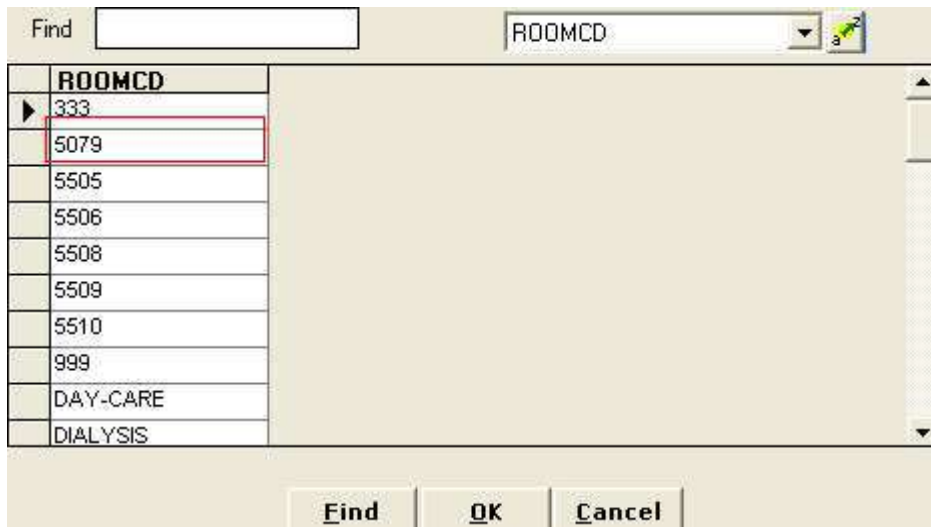 Find ROOMCD
ROOMCD
333
5079
5505
5506
5508
5509
5510
999
DAY-CARE
DIALYSIS
Find OK Cancel